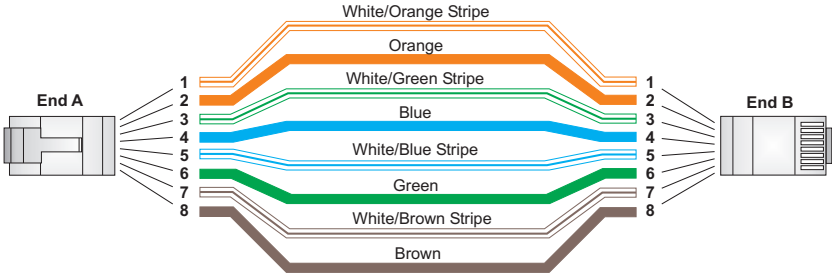 White/Orange Stripe
Orange
White/Green Stripe
Blue
White/Blue Stripe
Green
White/Brown Stripe
Brown
End A
1
2
3
4
5
6
7
8
End B
1
2
3
4
5
6
7
8